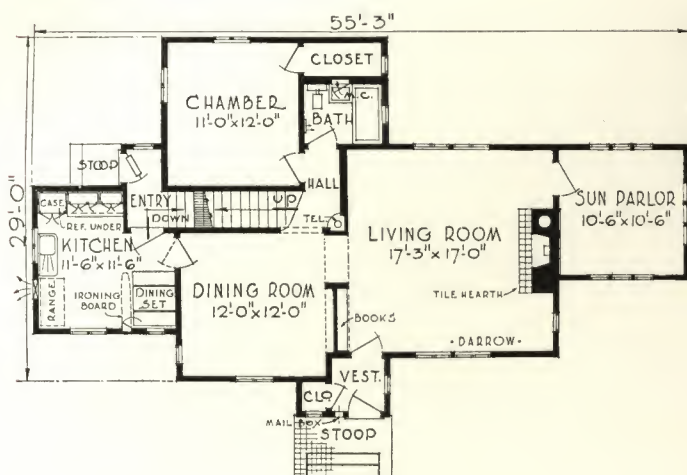 55'-3"
CLOSET
CHAMBER
11'-0"x12'-0"
M.C.
BATH
STOOP
29'-0"
HALL
CASE
ENTRY
UP
SUN PARLOR
10'-6"x10'-6"
REF. UNDER
DOWN
TEL.
KITCHEN
11'-6"x11'-6"
LIVING ROOM
17'-3"x17'-0"
RANGE
IRONING
BOARD
DINING
SET
DINING ROOM
12'-0"x12'-0"
TILE HEARTH
BOOKS
·DARROW·
VEST.
CLO.
MAIL BOX
STOOP